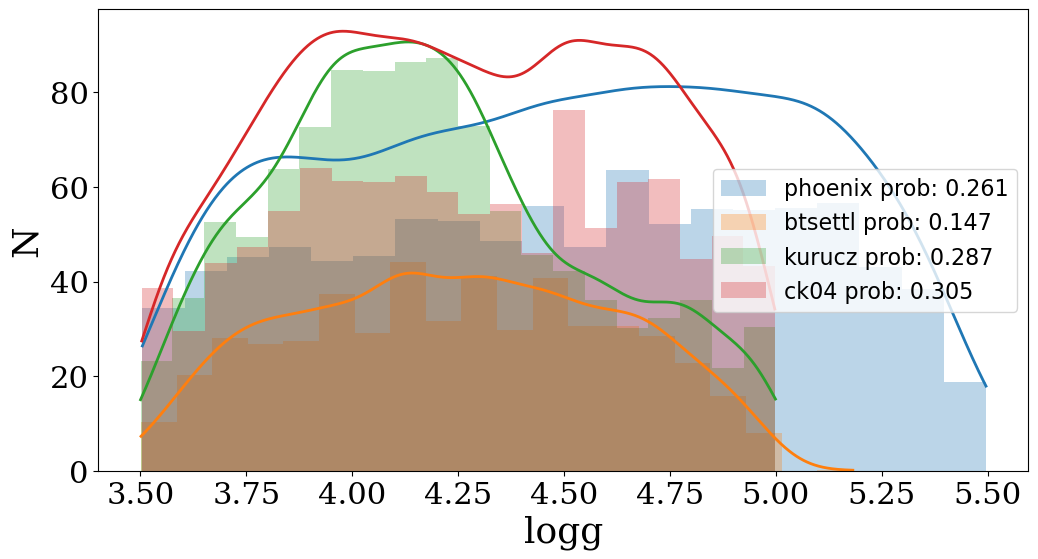 N
80
60
40
20
0
phoenix prob: 0.261
btsettl prob: 0.147
kurucz prob: 0.287
ck04 prob: 0.305
3.50 3.75 4.00 4.25 4.50 4.75 5.00 5.25 5.50
logg